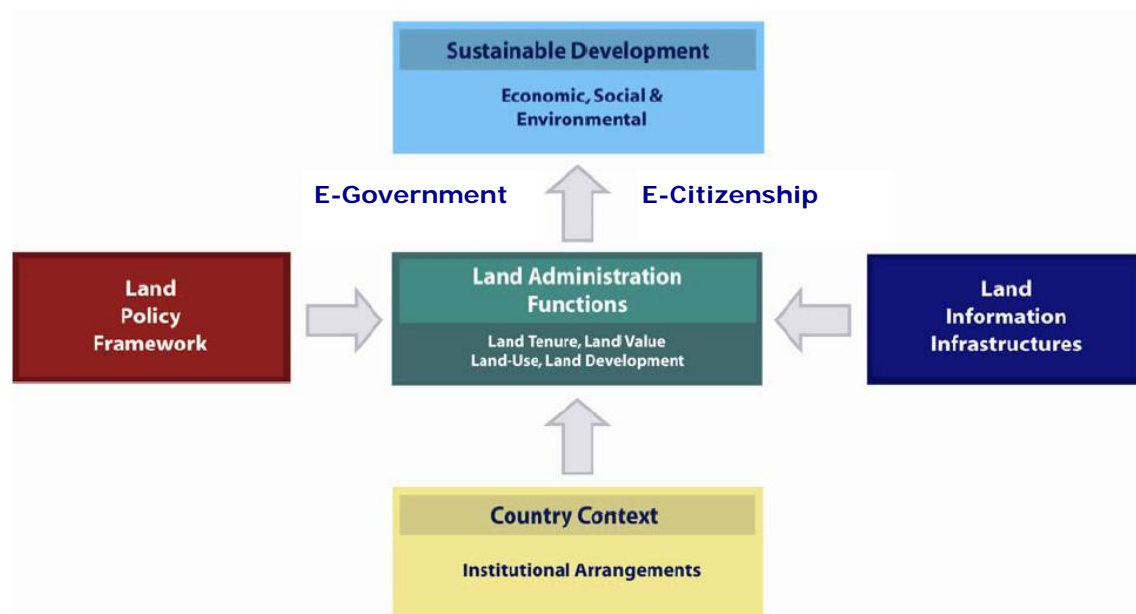 Sustainable Development
Economic, Social &
Environmental
E-Government
E-Citizenship
Land
Policy
Framework
Land Administration
Functions
Land Tenure, Land Value
Land-Use, Land Development
Land
Information
Infrastructures
Country Context
Institutional Arrangements